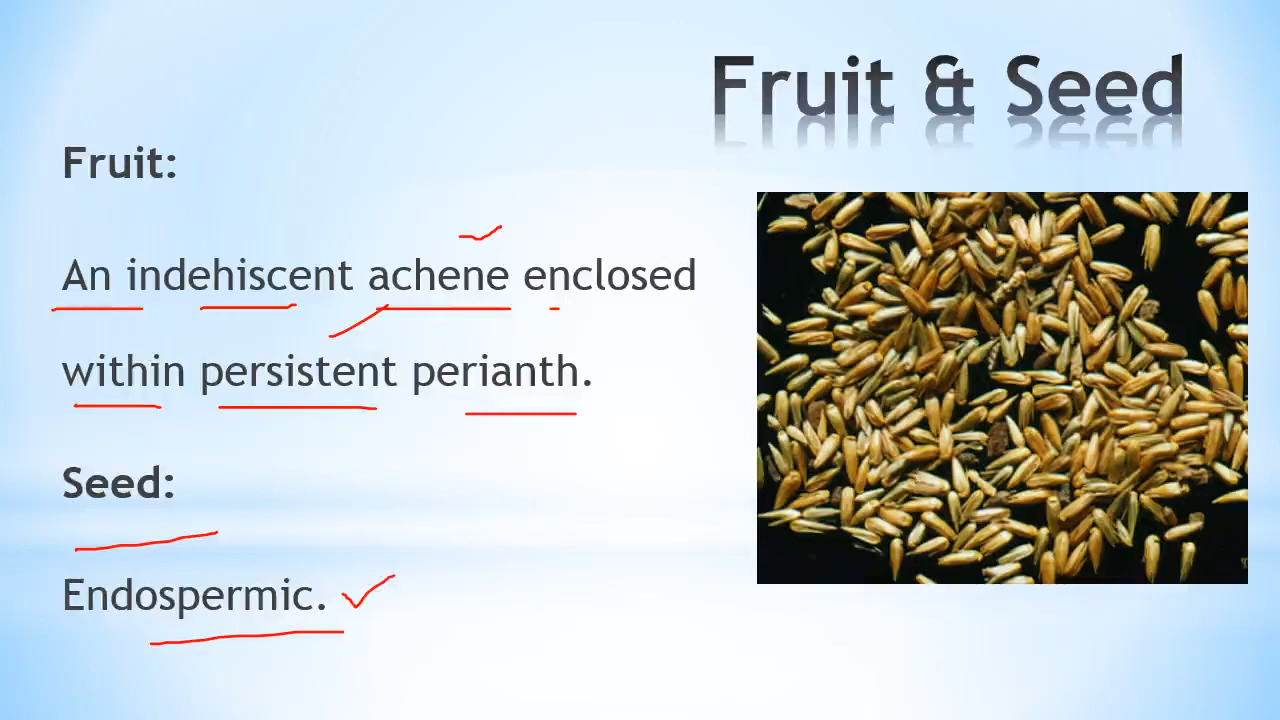 Fruit & Seed
Fruit:
An indehiscent achene enclosed
within persistent perianth.
Seed:
Endospermic.